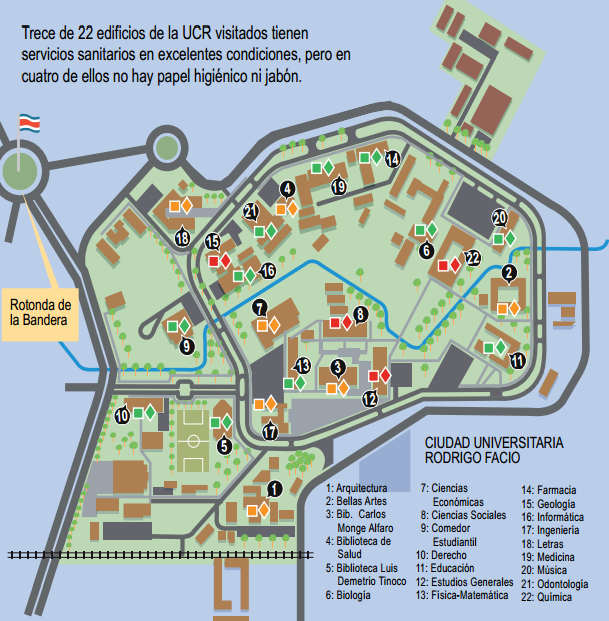 Trece de 22 edificios de la UCR visitados tienen
servicios sanitarios en excelentes condiciones, pero en
cuatro de ellos no hay papel higiénico ni jabón.
14
4
19
21
20
18
15
6
22
16
2
Rotonda de
la Bandera
7
8
9
11
13
3
12
10
5
17
1
CIUDAD UNIVERSITARIA
RODRIGO FACIO
1: Arquitectura
2: Bellas Artes
3: Bib. Carlos
Monge Alfaro
4: Biblioteca de
Salud
5: Biblioteca Luis
Demetrio Tinoco
6: Biología
7: Ciencias
Económicas
8: Ciencias Sociales
9: Comedor
Estudiantil
10: Derecho
11: Educación
12: Estudios Generales
13: Física-Matemática
14: Farmacia
15: Geología
16: Informática
17: Ingeniería
18: Letras
19: Medicina
20: Música
21: Odontología
22: Química